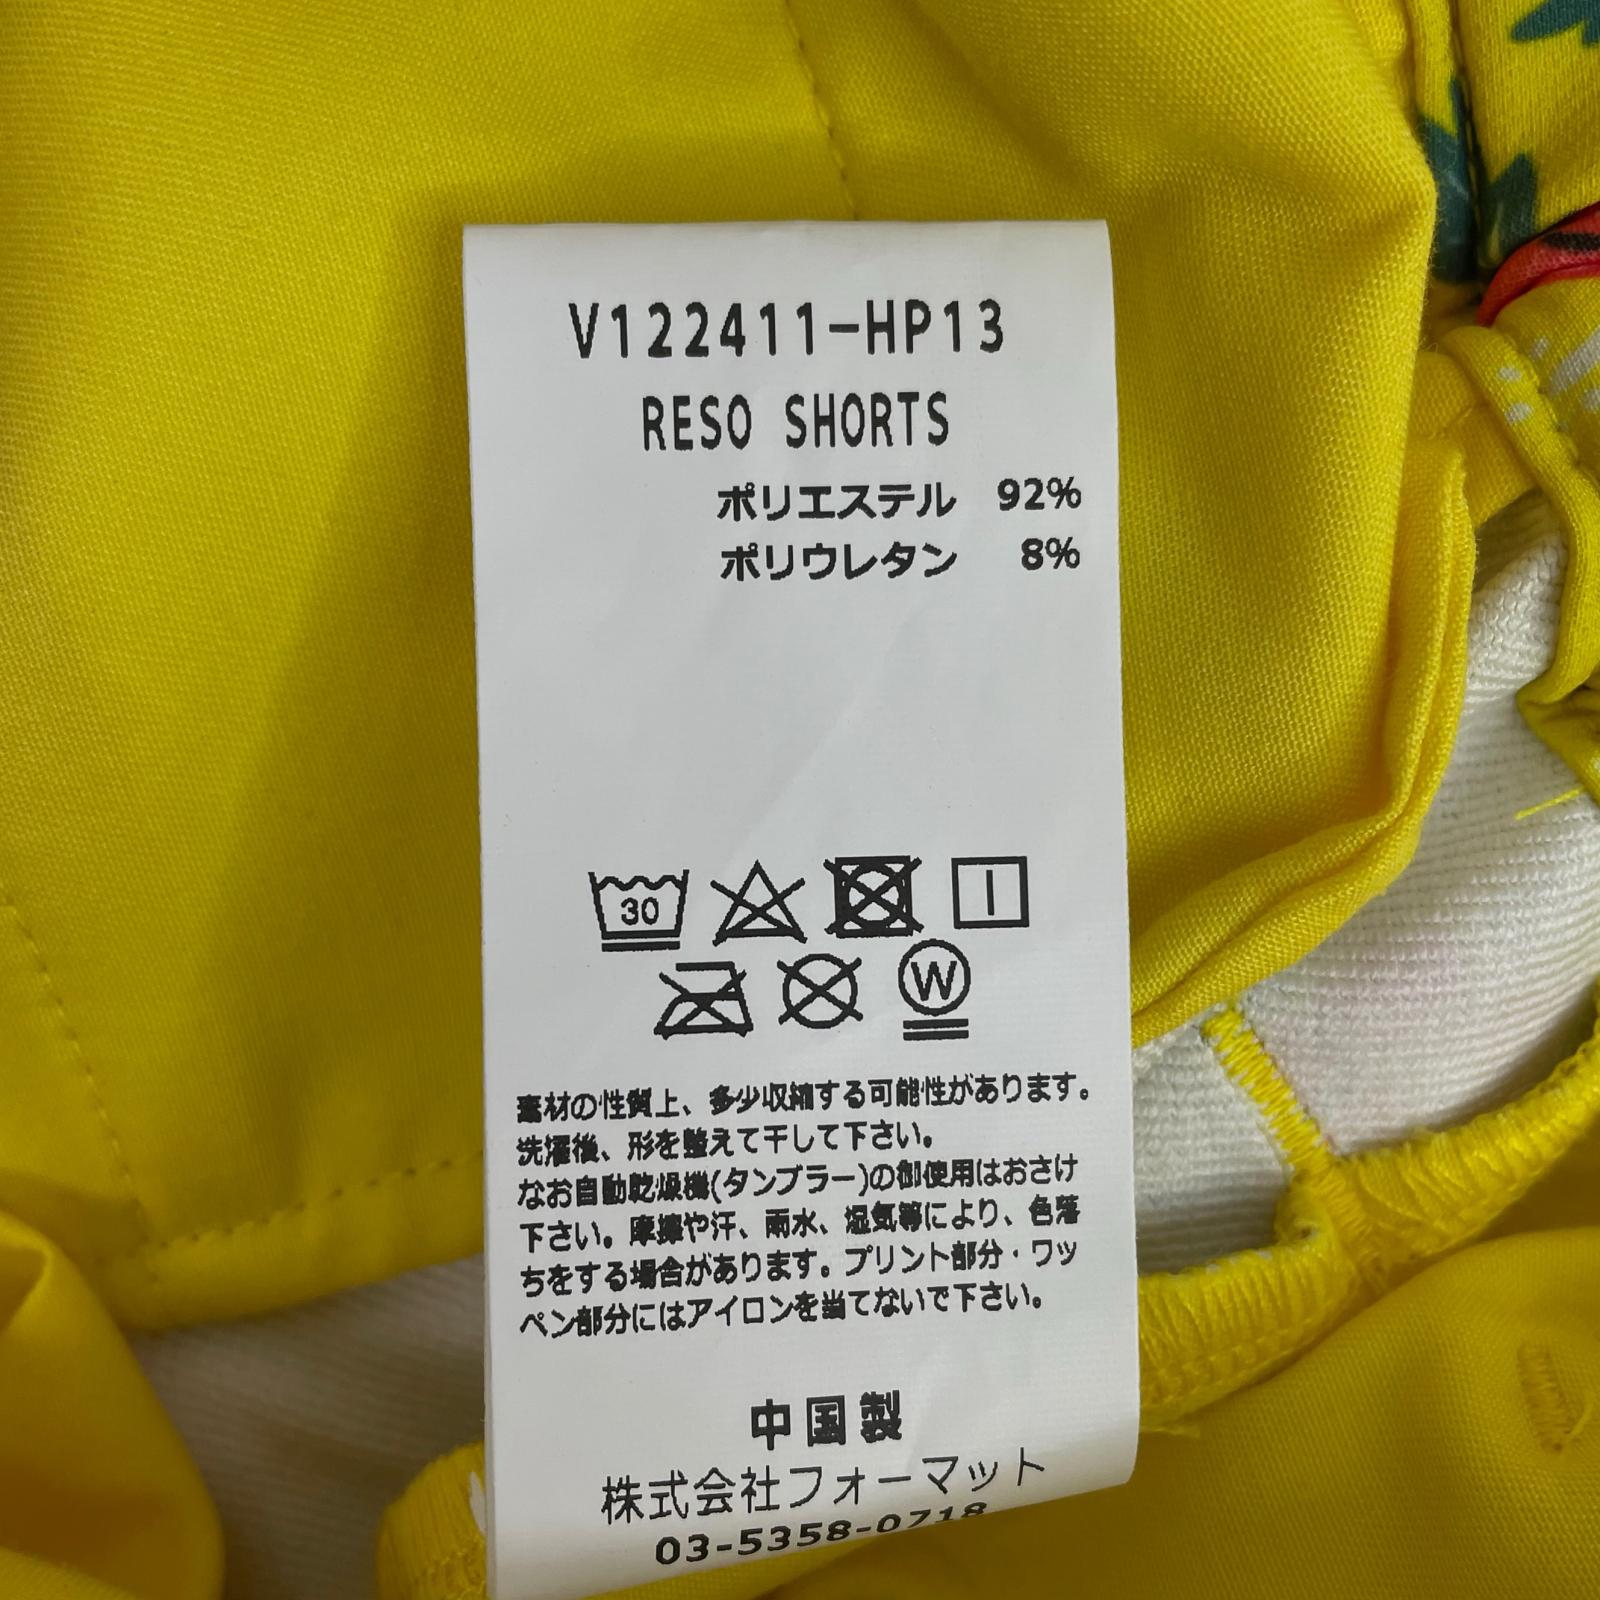 V122411-HP13
RESO SHORTS
ポリエステル 92%
ポリウレタン 8%
30
W
素材の性質上、多少収縮する可能性があります。
洗濯後、形を整えて干して下さい。
なお自動乾燥機(タンブラー)の御使用はおさけ
下さい。摩擦や汗、雨水、湿気等により、色落
ちをする場合があります。プリント部分・ワッ
ペン部分にはアイロンを当てないで下さい。
中国製
株式会社フォーマット
03-5358-0718